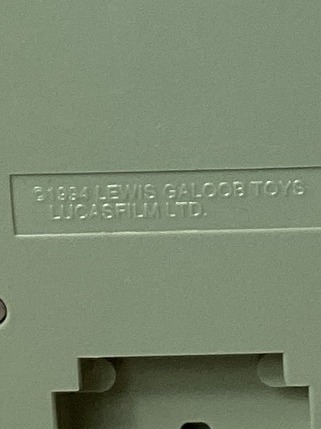 ©1994 LEWIS GALOOB TOYS
LUCASFILM LTD.